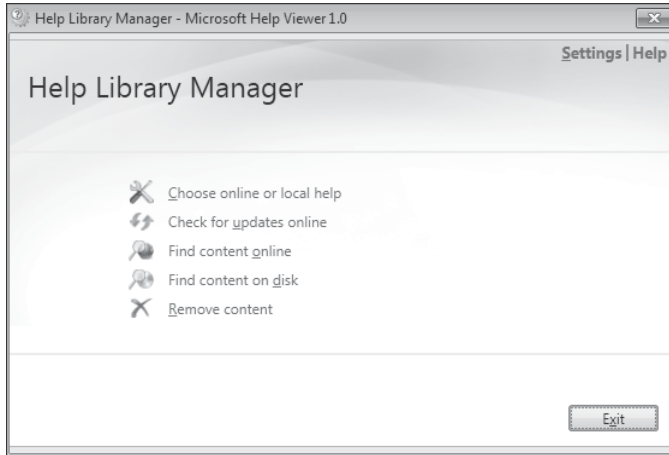 Help Library Manager - Microsoft Help Viewer 1.0
Settings | Help
Help Library Manager
Choose online or local help
Check for updates online
Find content online
Find content on disk
Remove content
Exit